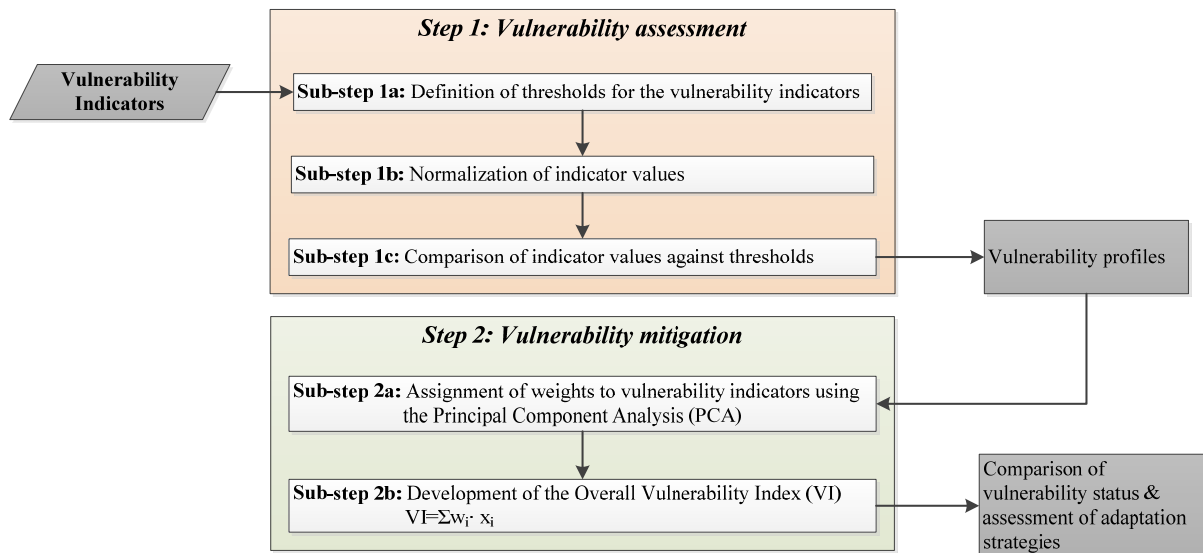 Step 1: Vulnerability assessment
Vulnerability
Indicators
Sub-step 1a: Definition of thresholds for the vulnerability indicators
Sub-step 1b: Normalization of indicator values
Sub-step 1c: Comparison of indicator values against thresholds
Vulnerability profiles
Step 2: Vulnerability mitigation
Sub-step 2a: Assignment of weights to vulnerability indicators using
the Principal Component Analysis (PCA)
Sub-step 2b: Development of the Overall Vulnerability Index (VI)
VI=Σwᵢ· xᵢ
Comparison of
vulnerability status &
assessment of adaptation
strategies